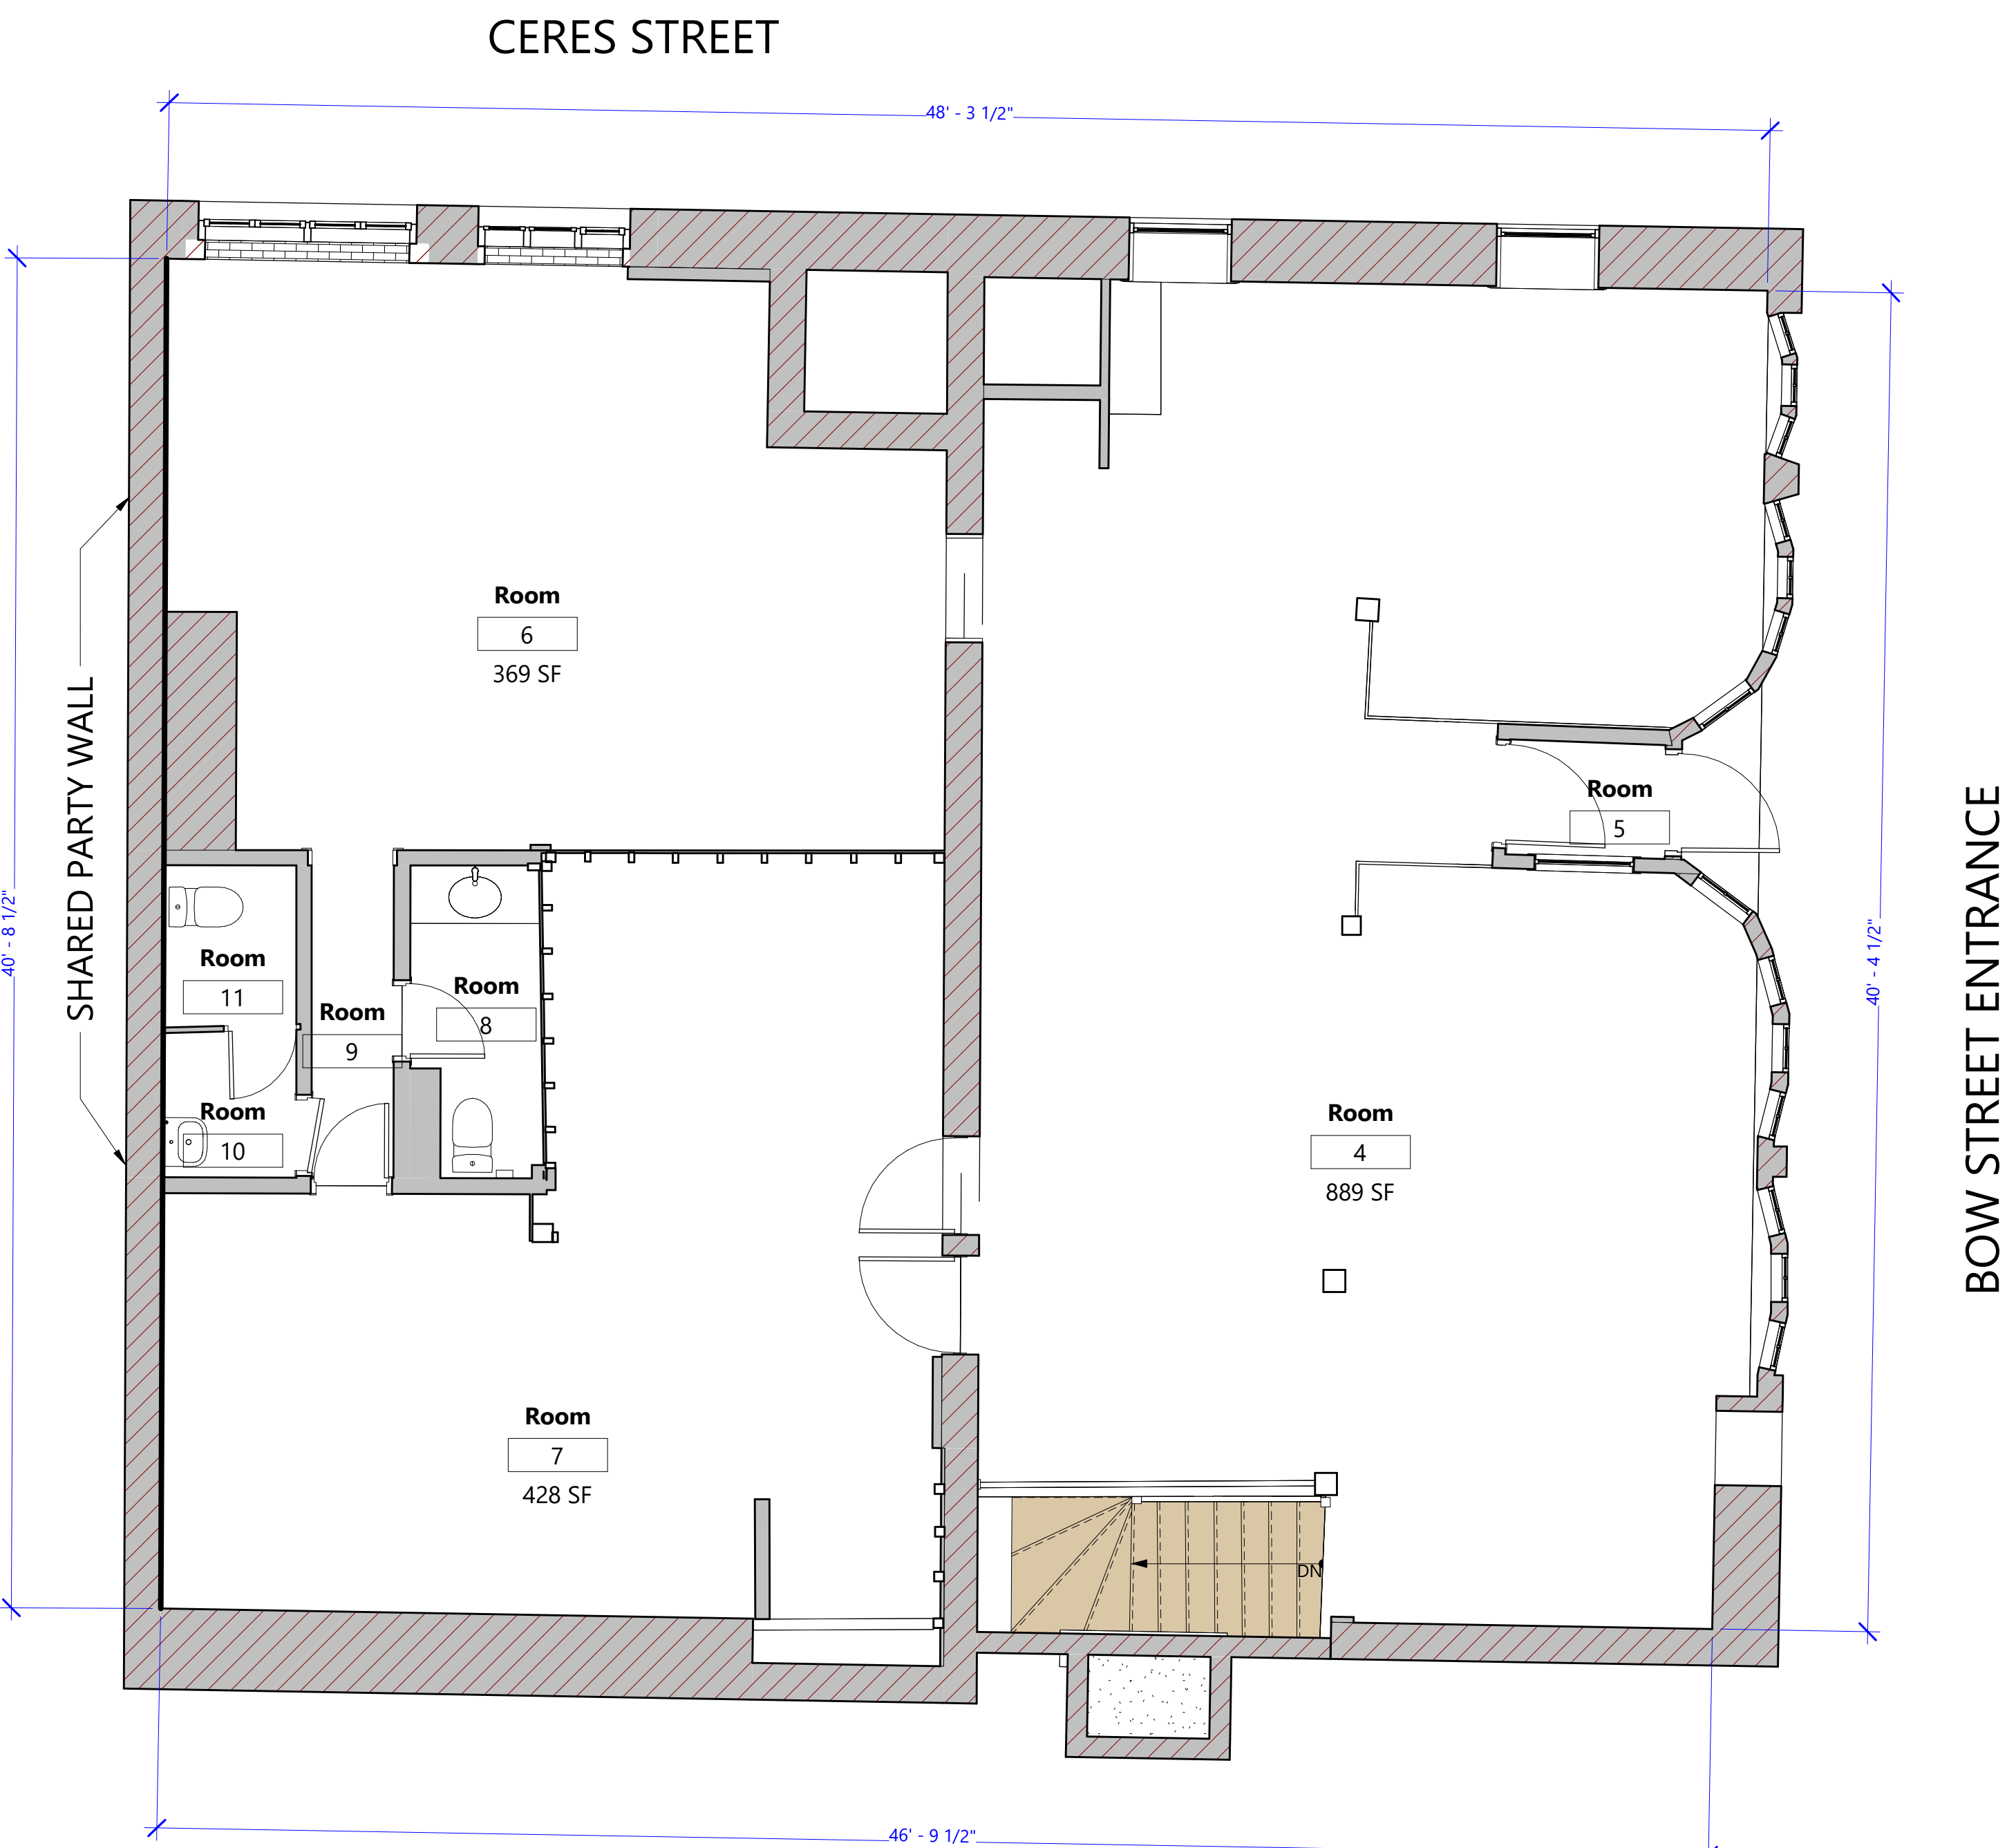 CERES STREET
48' - 3 1/2"
Room
6
369 SF
SHARED PARTY WALL
40' - 8 1/2"
Room
5
BOW STREET ENTRANCE
40' - 4 1/2"
Room
11
Room
8
Room
9
Room
10
Room
4
889 SF
Room
7
428 SF
DN
46' - 9 1/2"